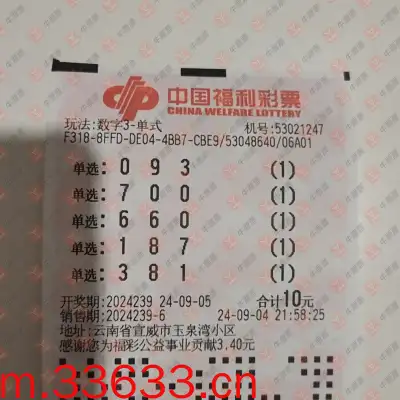 中国福利彩票
CHINA WELFARE LOTTERY
玩法:数字3-单式 机号:53021247
F318-8FFD-DE04-4BB7-CBE9/53048640/06A01
单选: 0 9 3 (1)
单选: 7 0 0 (1)
单选: 6 6 0 (1)
单选: 1 8 7 (1)
单选: 3 8 1 (1)
开奖期:2024239 24-09-05 合计10元
销售期:2024239-6 24-09-04 21:58:25
地址:云南省宣威市玉泉湾小区
感谢您为福彩公益事业贡献3.40元
m.33633.cn